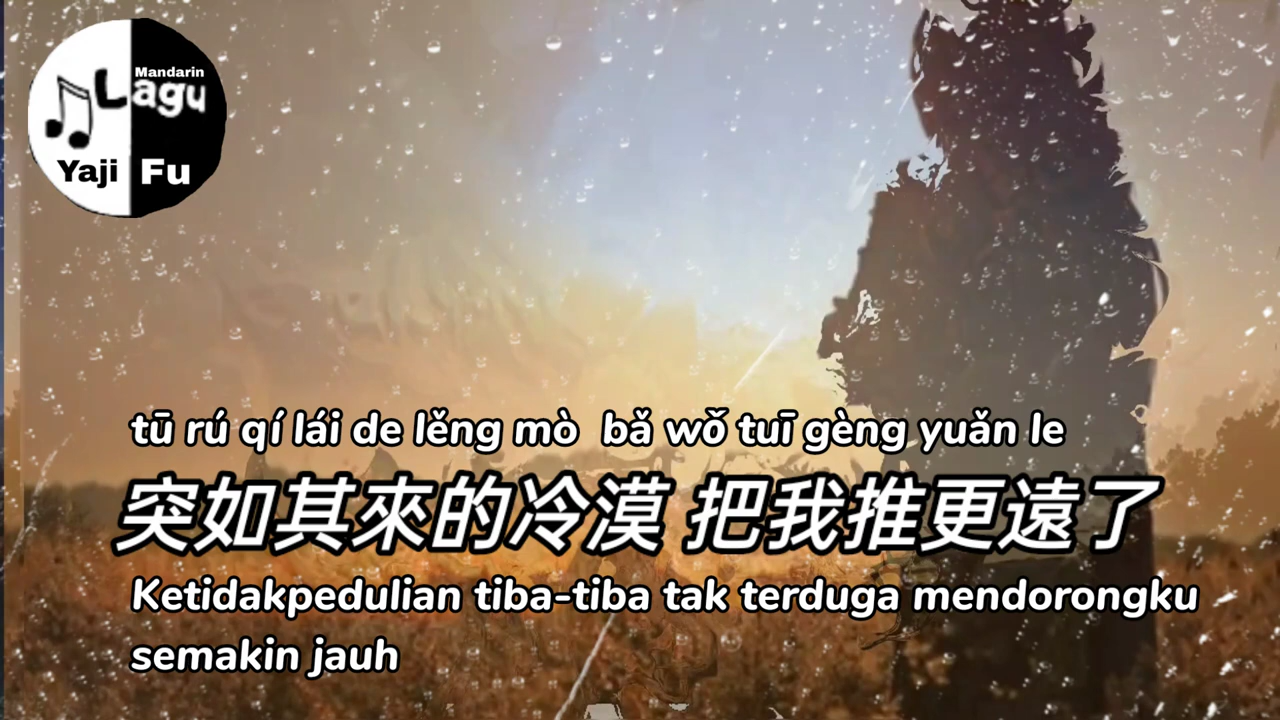 Mandarin
Lagu
Yaji Fu
tū rú qí lái de lěng mò bǎ wǒ tuī gèng yuǎn le
突如其來的冷漠 把我推更遠了
Ketidakpedulian tiba-tiba tak terduga mendorongku
semakin jauh